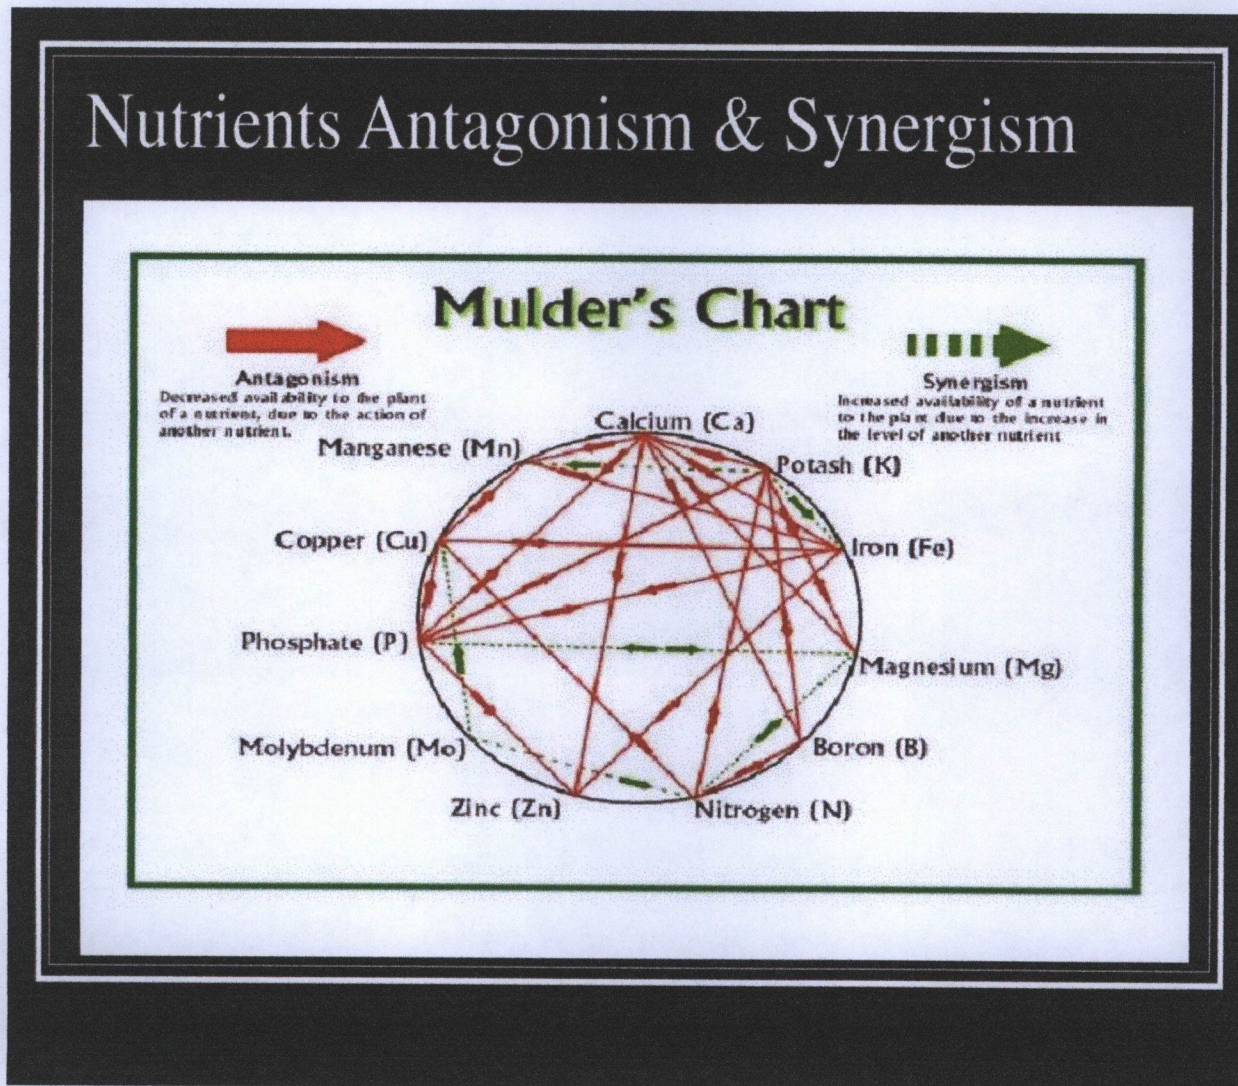 Nutrients Antagonism & Synergism
Mulder's Chart
Antagonism
Decreased availability to the plant
of a nutrient, due to the action of
another nutrient.
Synergism
Increased availability of a nutrient
to the plant due to the increase in
the level of another nutrient
Calcium (Ca)
Manganese (Mn)
Potash (K)
Copper (Cu)
Iron (Fe)
Phosphate (P)
Magnesium (Mg)
Molybdenum (Mo)
Boron (B)
Zinc (Zn)
Nitrogen (N)